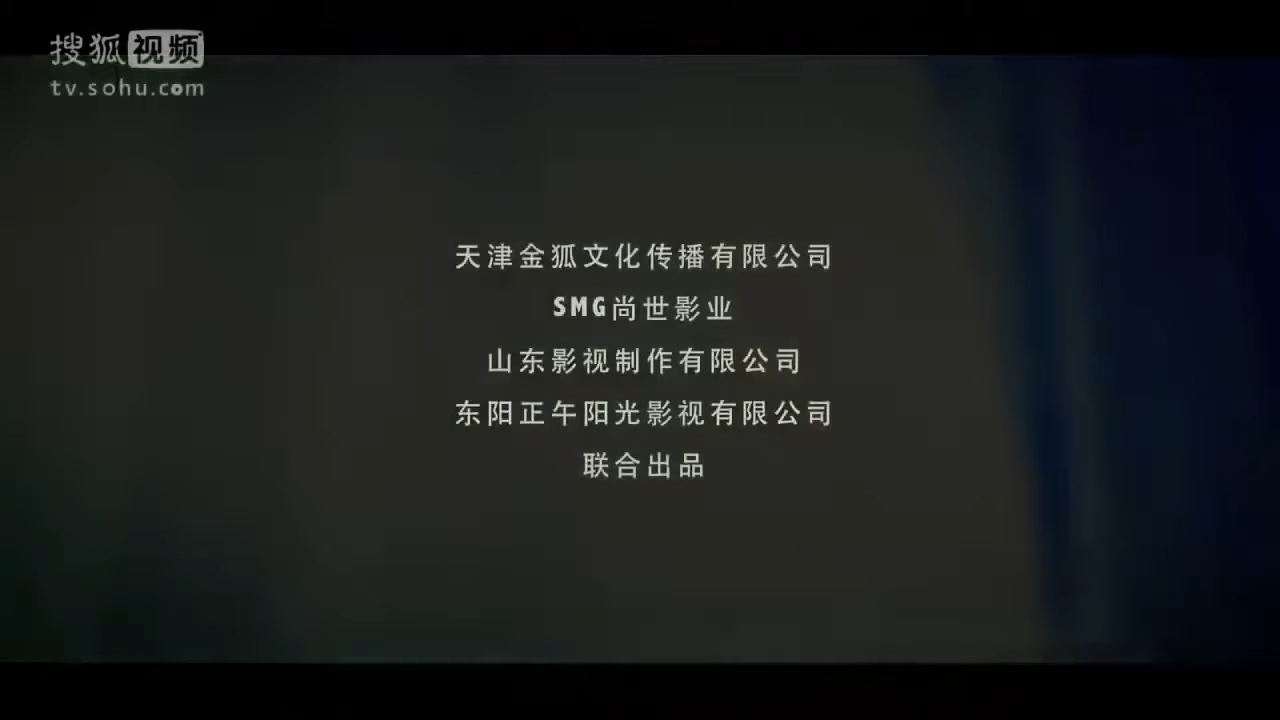 搜狐视频
tv.sohu.com
天津金狐文化传播有限公司
SMG尚世影业
山东影视制作有限公司
东阳正午阳光影视有限公司
联合出品